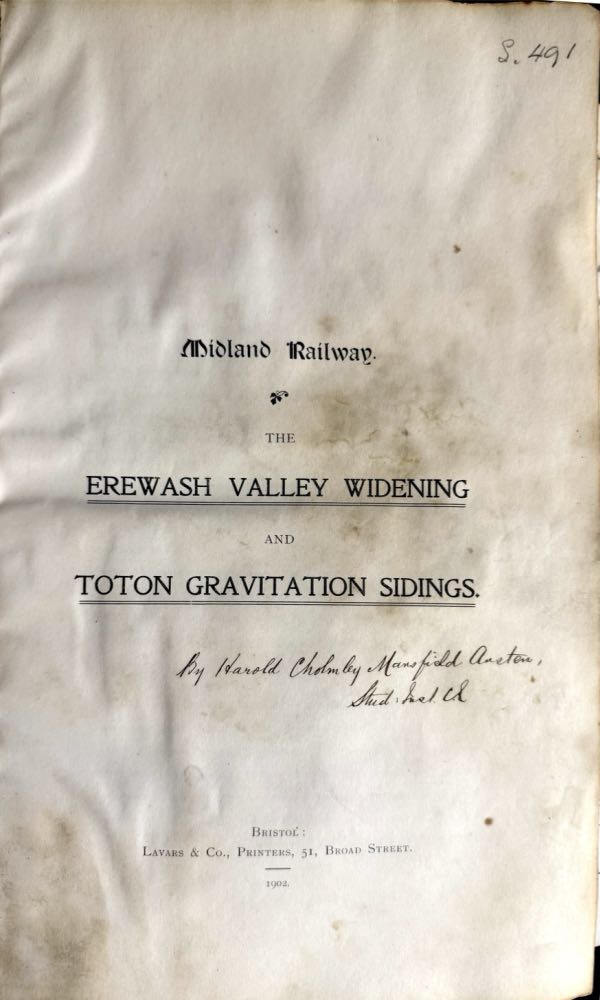 S. 491
Midland Railway.
THE
EREWASH VALLEY WIDENING
AND
TOTON GRAVITATION SIDINGS.
By Harold Cholmley Mansfield Austen,
Stud. Inst. CE
BRISTOL:
LAVARS & CO., PRINTERS, 51, BROAD STREET.
1902.